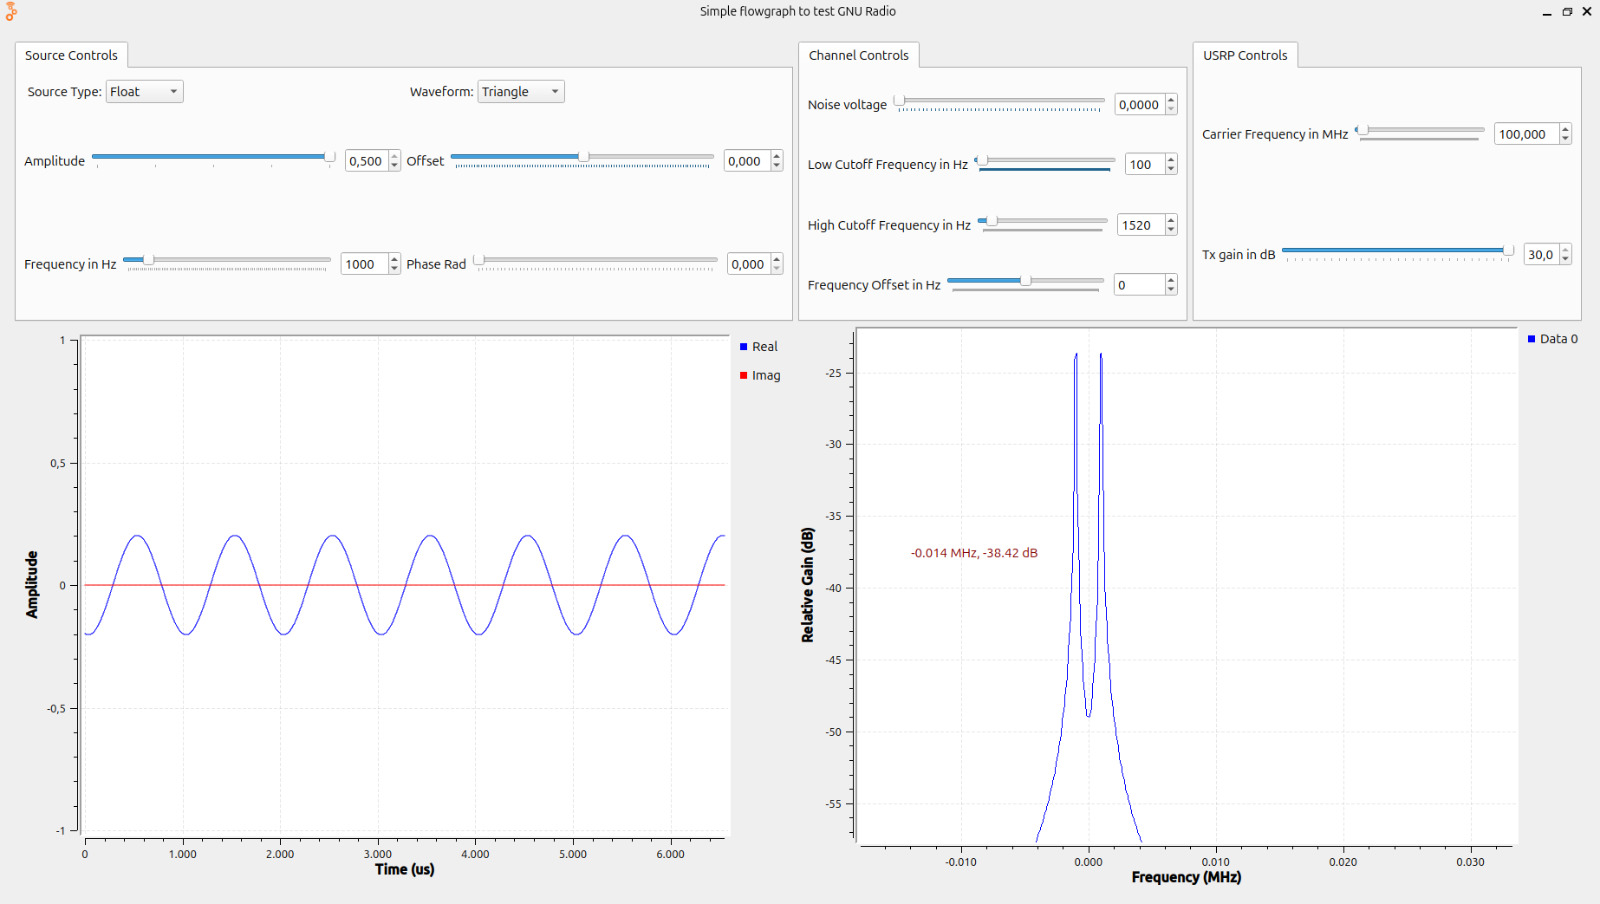 Simple flowgraph to test GNU Radio
Source Controls
Source Type: Float
Waveform: Triangle
Amplitude 0,500
Offset 0,000
Frequency in Hz 1000
Phase Rad 0,000
Channel Controls
Noise voltage 0,0000
Low Cutoff Frequency in Hz 100
High Cutoff Frequency in Hz 1520
Frequency Offset in Hz 0
USRP Controls
Carrier Frequency in MHz 100,000
Tx gain in dB 30,0
1
0,5
0
-0,5
-1
Amplitude
0 1.000 2.000 3.000 4.000 5.000 6.000
Time (us)
Real
Imag
-25
-30
-35
-40
-45
-50
-55
Relative Gain (dB)
-0.014 MHz, -38.42 dB
-0.010 0.000 0.010 0.020 0.030
Frequency (MHz)
Data 0